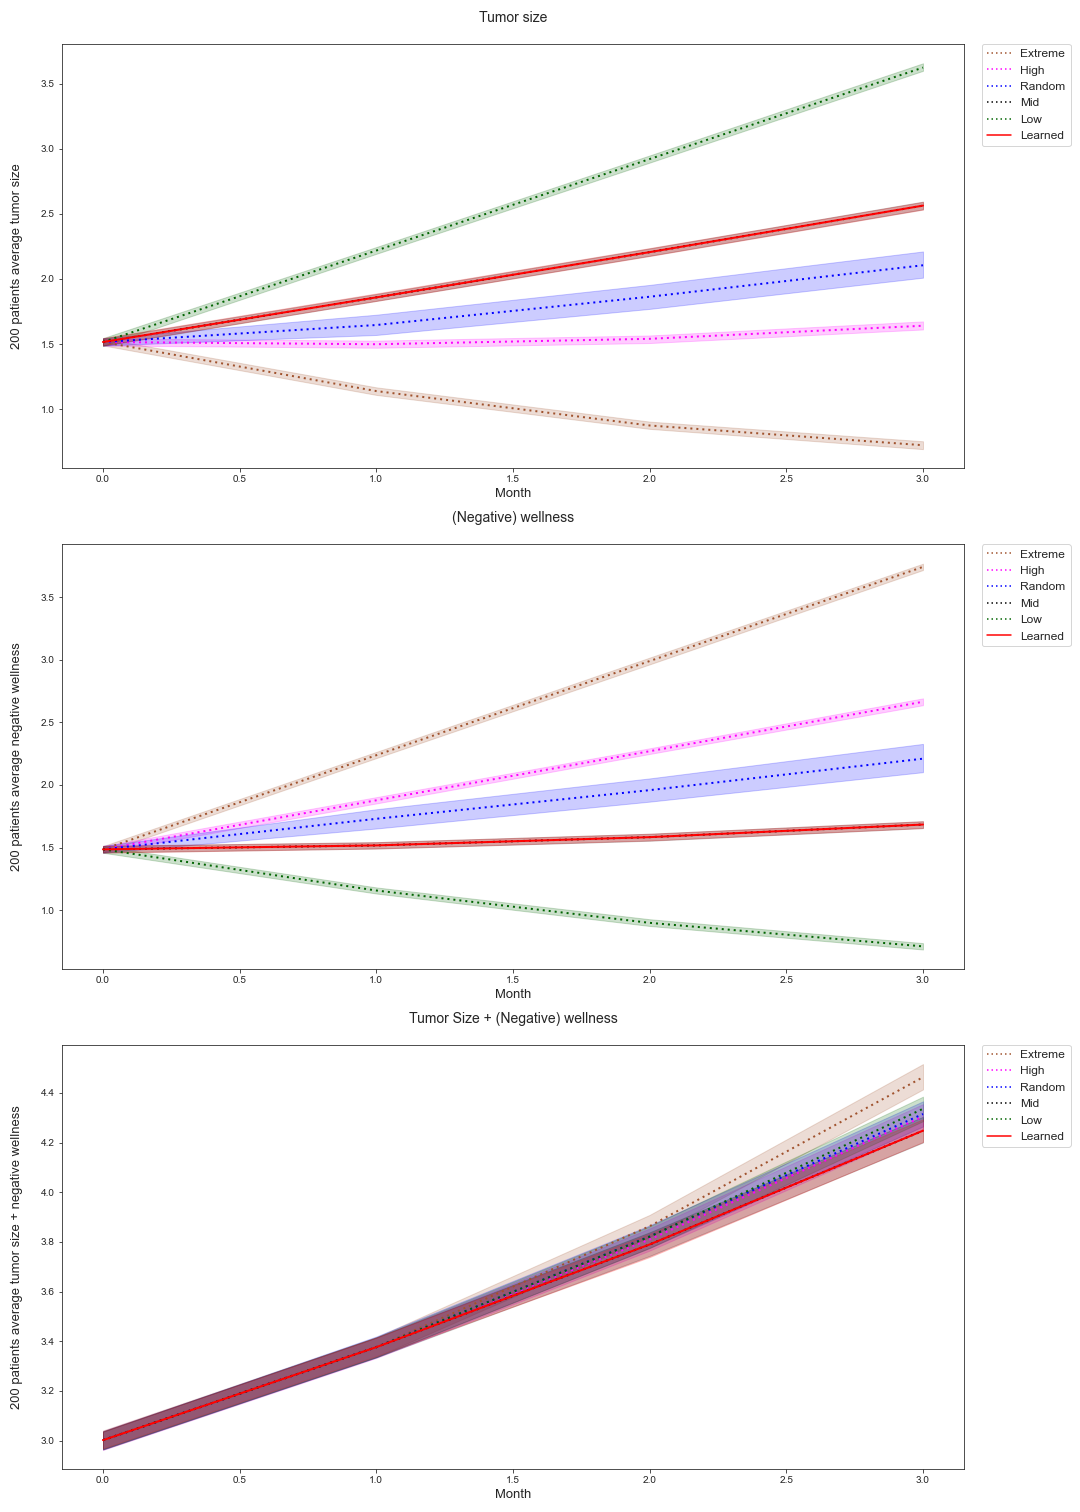 Tumor size
200 patients average tumor size
3.5
3.0
2.5
2.0
1.5
1.0
0.0 0.5 1.0 1.5 2.0 2.5 3.0
Month
Extreme
High
Random
Mid
Low
Learned
(Negative) wellness
200 patients average negative wellness
3.5
3.0
2.5
2.0
1.5
1.0
0.0 0.5 1.0 1.5 2.0 2.5 3.0
Month
Extreme
High
Random
Mid
Low
Learned
Tumor Size + (Negative) wellness
200 patients average tumor size + negative wellness
4.4
4.2
4.0
3.8
3.6
3.4
3.2
3.0
0.0 0.5 1.0 1.5 2.0 2.5 3.0
Month
Extreme
High
Random
Mid
Low
Learned